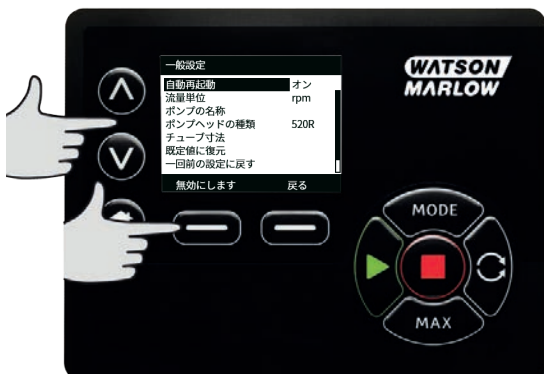 一般設定
自動再起動 オン
流量単位 rpm
ポンプの名称
ポンプヘッドの種類 520R
チューブ寸法
既定値に復元
一回前の設定に戻す
無効にします 戻る
WATSON
MARLOW
MODE
MAX